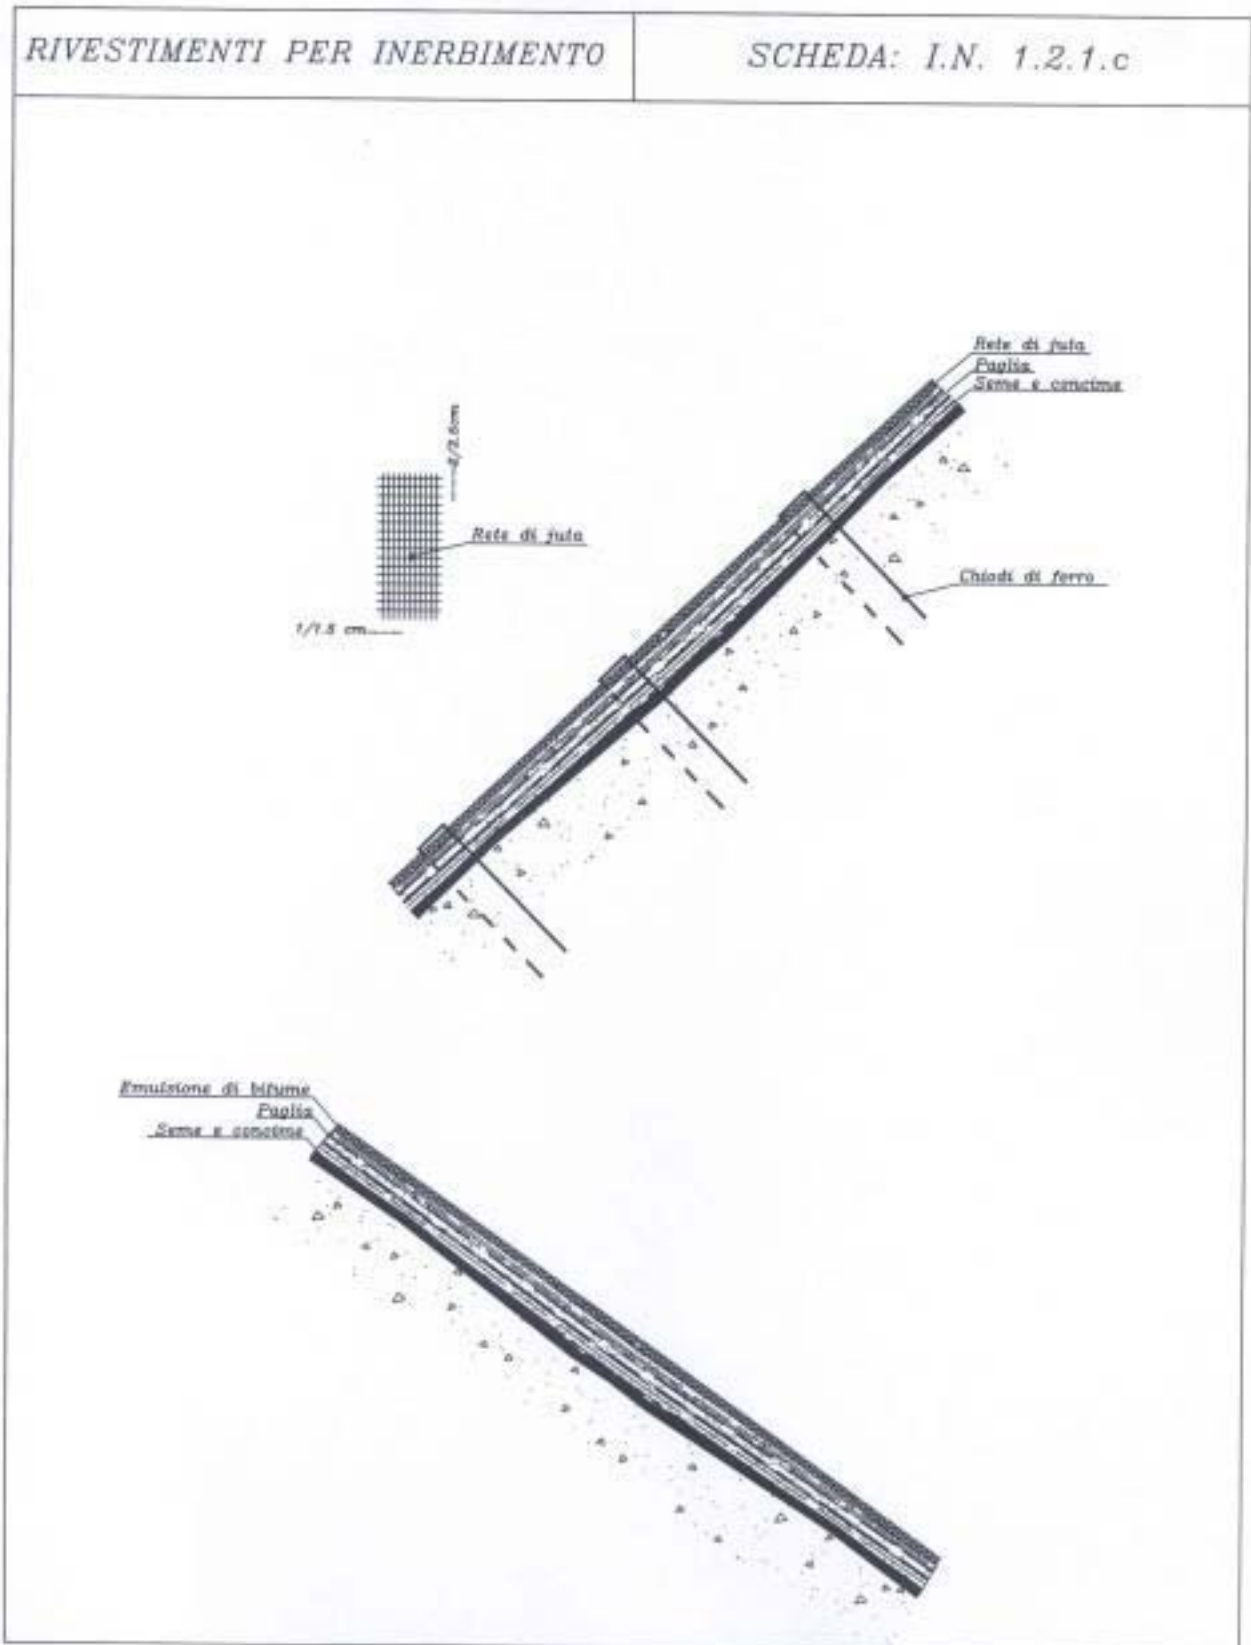 RIVESTIMENTI PER INERBIMENTO
SCHEDA: I.N. 1.2.1.c
Rete di juta
Paglia
Seme e concime
2/2.5cm
Rete di juta
1/1.5 cm
Chiodi di ferro
Emulsione di bitume
Paglia
Seme e concime